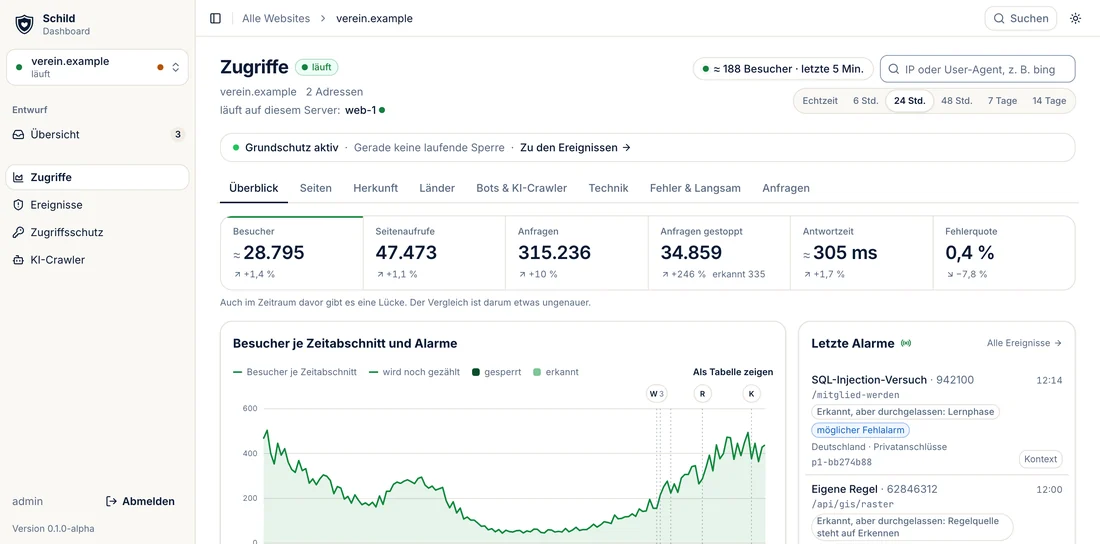 Schild
Dashboard
verein.example
läuft
Entwurf
Übersicht
3
Zugriffe
Ereignisse
Zugriffsschutz
KI-Crawler
admin
Abmelden
Version 0.1.0-alpha
Alle Websites
verein.example
Suchen
Zugriffe
läuft
verein.example 2 Adressen
läuft auf diesem Server: web-1
≈ 188 Besucher · letzte 5 Min.
IP oder User-Agent, z. B. bing
Echtzeit 6 Std. 24 Std. 48 Std. 7 Tage 14 Tage
Grundschutz aktiv · Gerade keine laufende Sperre · Zu den Ereignissen →
Überblick Seiten Herkunft Länder Bots & KI-Crawler Technik Fehler & Langsam Anfragen
Besucher
≈ 28.795
↗ +1,4 %
Seitenaufrufe
47.473
↗ +1,1 %
Anfragen
315.236
↗ +10 %
Anfragen gestoppt
34.859
↗ +246 % erkannt 335
Antwortzeit
≈ 305 ms
↗ +1,7 %
Fehlerquote
0,4 %
↘ −7,8 %
Auch im Zeitraum davor gibt es eine Lücke. Der Vergleich ist darum etwas ungenauer.
Besucher je Zeitabschnitt und Alarme
Besucher je Zeitabschnitt wird noch gezählt gesperrt erkannt
Als Tabelle zeigen
W 3 R K
600
400
200
0
Letzte Alarme
Alle Ereignisse →
SQL-Injection-Versuch · 942100 12:14
/mitglied-werden
Erkannt, aber durchgelassen: Lernphase
möglicher Fehlalarm
Deutschland · Privatanschlüsse
p1-bb274b88
Kontext
Eigene Regel · 62846312 12:00
/api/gis/raster
Erkannt, aber durchgelassen: Regelquelle
steht auf Erkennen